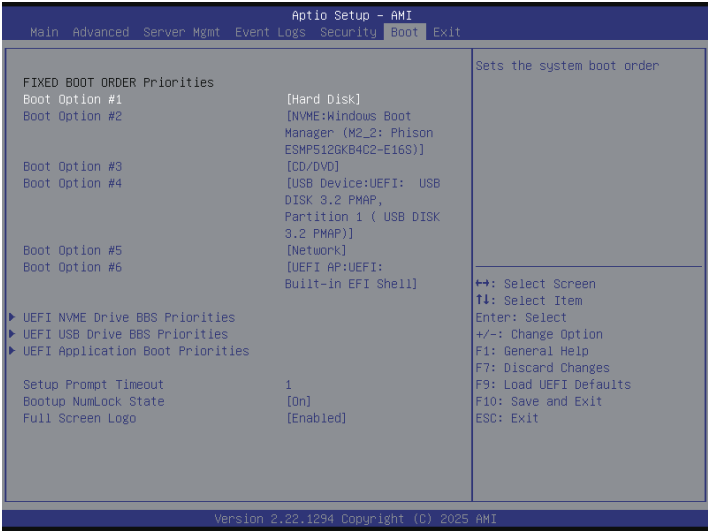 Aptio Setup – AMI
Main Advanced Server Mgmt Event Logs Security Boot Exit
FIXED BOOT ORDER Priorities
Boot Option #1 [Hard Disk]
Boot Option #2 [NVME:Windows Boot
Manager (M2_2: Phison
ESMP512GKB4C2-E16S)]
Boot Option #3 [CD/DVD]
Boot Option #4 [USB Device:UEFI: USB
DISK 3.2 PMAP,
Partition 1 ( USB DISK
3.2 PMAP)]
Boot Option #5 [Network]
Boot Option #6 [UEFI AP:UEFI:
Built-in EFI Shell]
UEFI NVME Drive BBS Priorities
UEFI USB Drive BBS Priorities
UEFI Application Boot Priorities
Setup Prompt Timeout 1
Bootup NumLock State [On]
Full Screen Logo [Enabled]
Sets the system boot order
→←: Select Screen
↑↓: Select Item
Enter: Select
+/-: Change Option
F1: General Help
F7: Discard Changes
F9: Load UEFI Defaults
F10: Save and Exit
ESC: Exit
Version 2.22.1294 Copyright (C) 2025 AMI